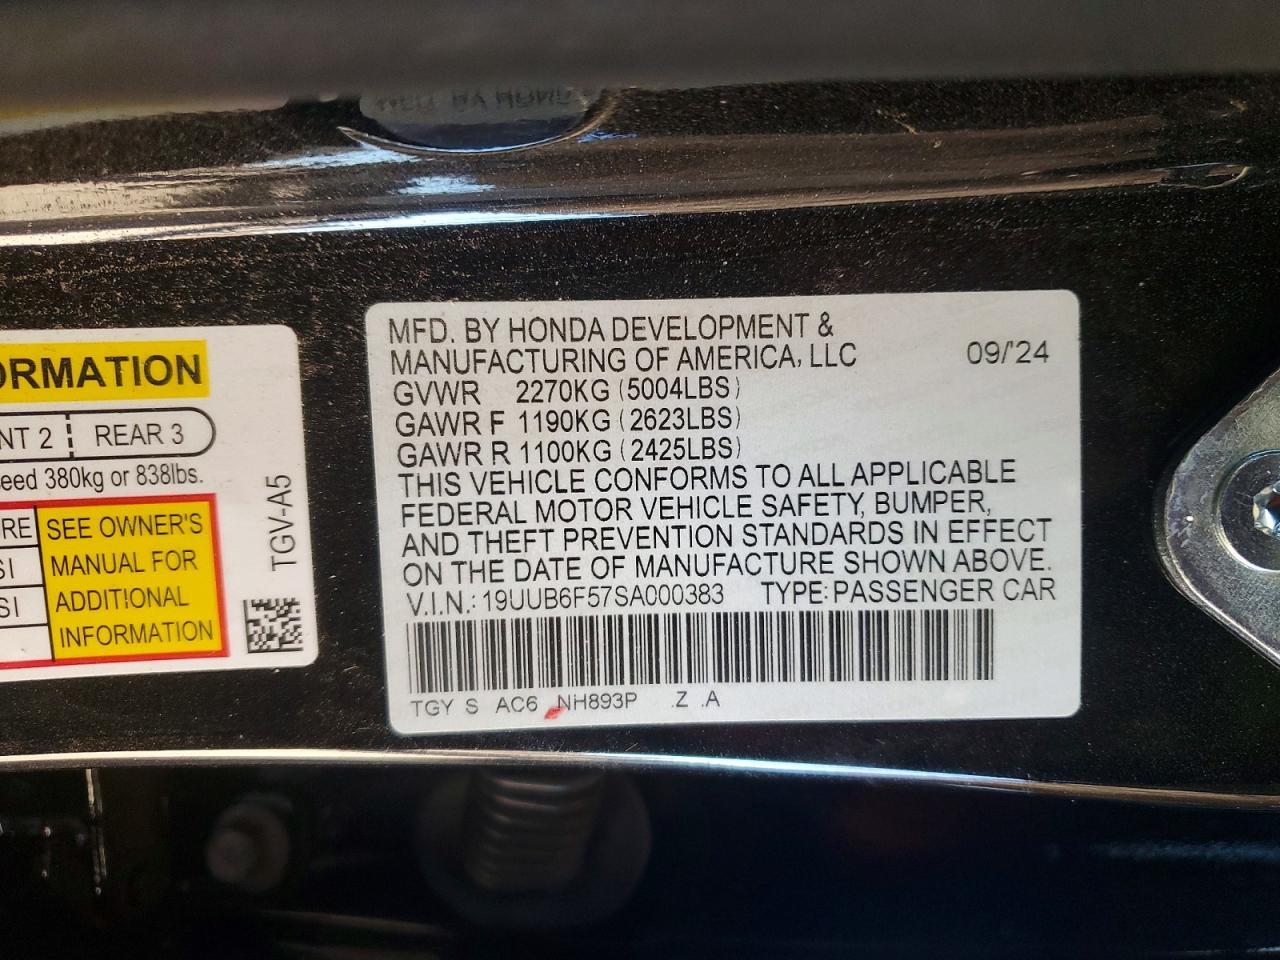 MFD. BY HONDA DEVELOPMENT &
MANUFACTURING OF AMERICA, LLC 09/'24
GVWR 2270KG (5004LBS)
GAWR F 1190KG (2623LBS)
GAWR R 1100KG (2425LBS)
THIS VEHICLE CONFORMS TO ALL APPLICABLE
FEDERAL MOTOR VEHICLE SAFETY, BUMPER,
AND THEFT PREVENTION STANDARDS IN EFFECT
ON THE DATE OF MANUFACTURE SHOWN ABOVE.
V.I.N.: 19UUB6F57SA000383 TYPE: PASSENGER CAR
TGY S AC6 NH893P .Z .A
ORMATION
NT 2 REAR 3
eed 380kg or 838lbs.
RE
SI
SI
SEE OWNER'S
MANUAL FOR
ADDITIONAL
INFORMATION
TGV-A5